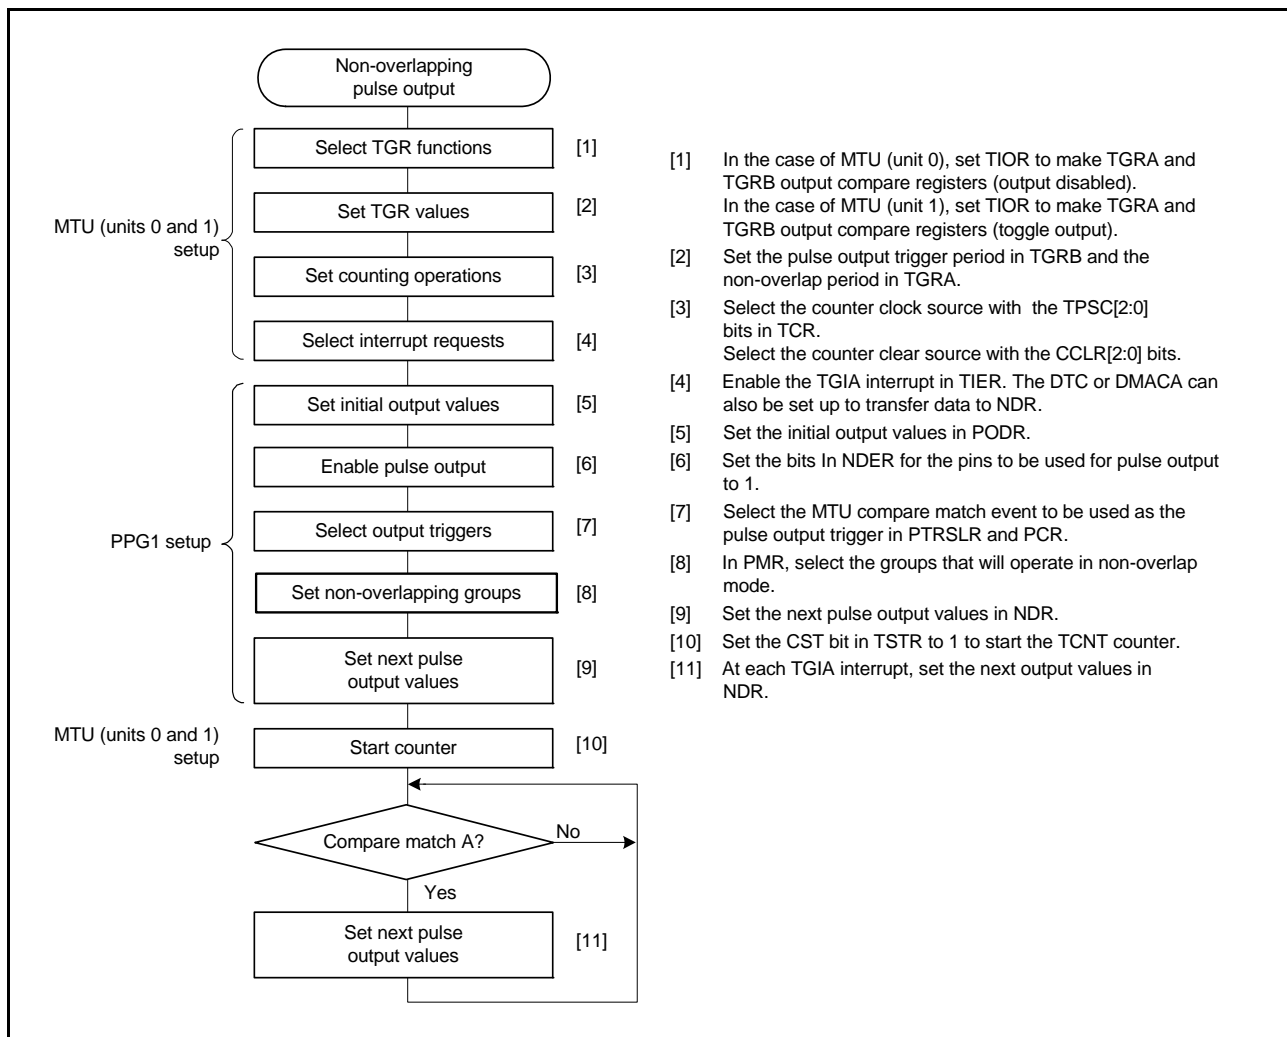 Non-overlapping
pulse output
Select TGR functions
[1]
Set TGR values
[2]
MTU (units 0 and 1)
setup
Set counting operations
[3]
Select interrupt requests
[4]
Set initial output values
[5]
Enable pulse output
[6]
Select output triggers
[7]
PPG1 setup
Set non-overlapping groups
[8]
Set next pulse
output values
[9]
MTU (units 0 and 1)
setup
Start counter
[10]
Compare match A?
No
Yes
Set next pulse
output values
[11]
[1] In the case of MTU (unit 0), set TIOR to make TGRA and
TGRB output compare registers (output disabled).
In the case of MTU (unit 1), set TIOR to make TGRA and
TGRB output compare registers (toggle output).
[2] Set the pulse output trigger period in TGRB and the
non-overlap period in TGRA.
[3] Select the counter clock source with the TPSC[2:0]
bits in TCR.
Select the counter clear source with the CCLR[2:0] bits.
[4] Enable the TGIA interrupt in TIER. The DTC or DMACA can
also be set up to transfer data to NDR.
[5] Set the initial output values in PODR.
[6] Set the bits In NDER for the pins to be used for pulse output
to 1.
[7] Select the MTU compare match event to be used as the
pulse output trigger in PTRSLR and PCR.
[8] In PMR, select the groups that will operate in non-overlap
mode.
[9] Set the next pulse output values in NDR.
[10] Set the CST bit in TSTR to 1 to start the TCNT counter.
[11] At each TGIA interrupt, set the next output values in
NDR.